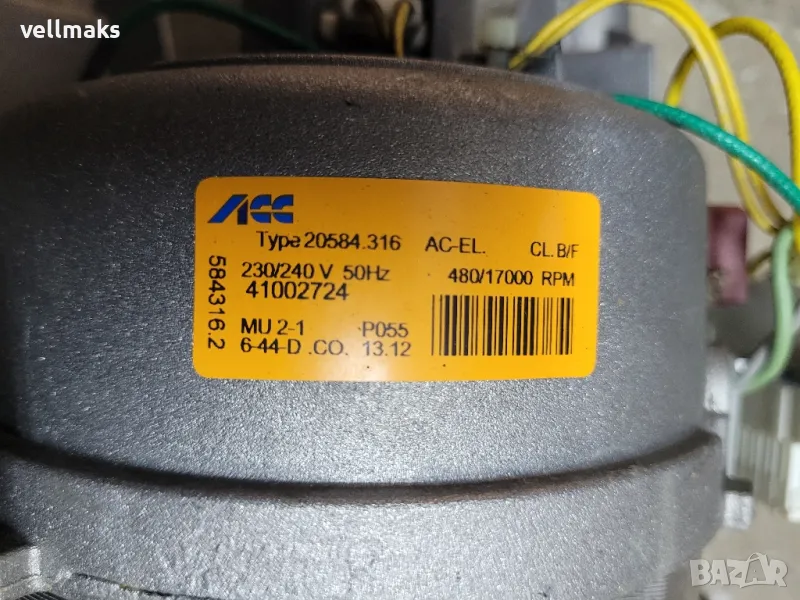 vellmaks
ACC
Type 20584.316 AC-EL. CL. B/F
230/240 V 50Hz 480/17000 RPM
41002724
MU 2-1 P055
6-44-D .CO. 13.12
584316.2
BAZAR